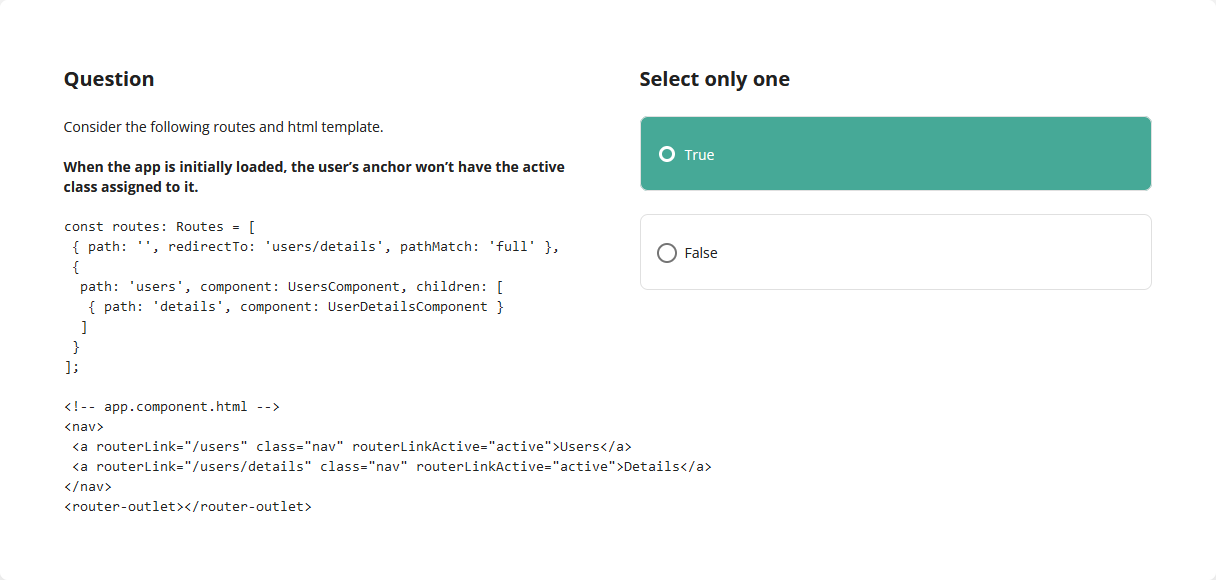 Question
Consider the following routes and html template.
When the app is initially loaded, the user’s anchor won’t have the active
class assigned to it.
const routes: Routes = [
 { path: '', redirectTo: 'users/details', pathMatch: 'full' },
 {
  path: 'users', component: UsersComponent, children: [
   { path: 'details', component: UserDetailsComponent }
  ]
 }
];
<!-- app.component.html -->
<nav>
 <a routerLink="/users" class="nav" routerLinkActive="active">Users</a>
 <a routerLink="/users/details" class="nav" routerLinkActive="active">Details</a>
</nav>
<router-outlet></router-outlet>
Select only one
True
False